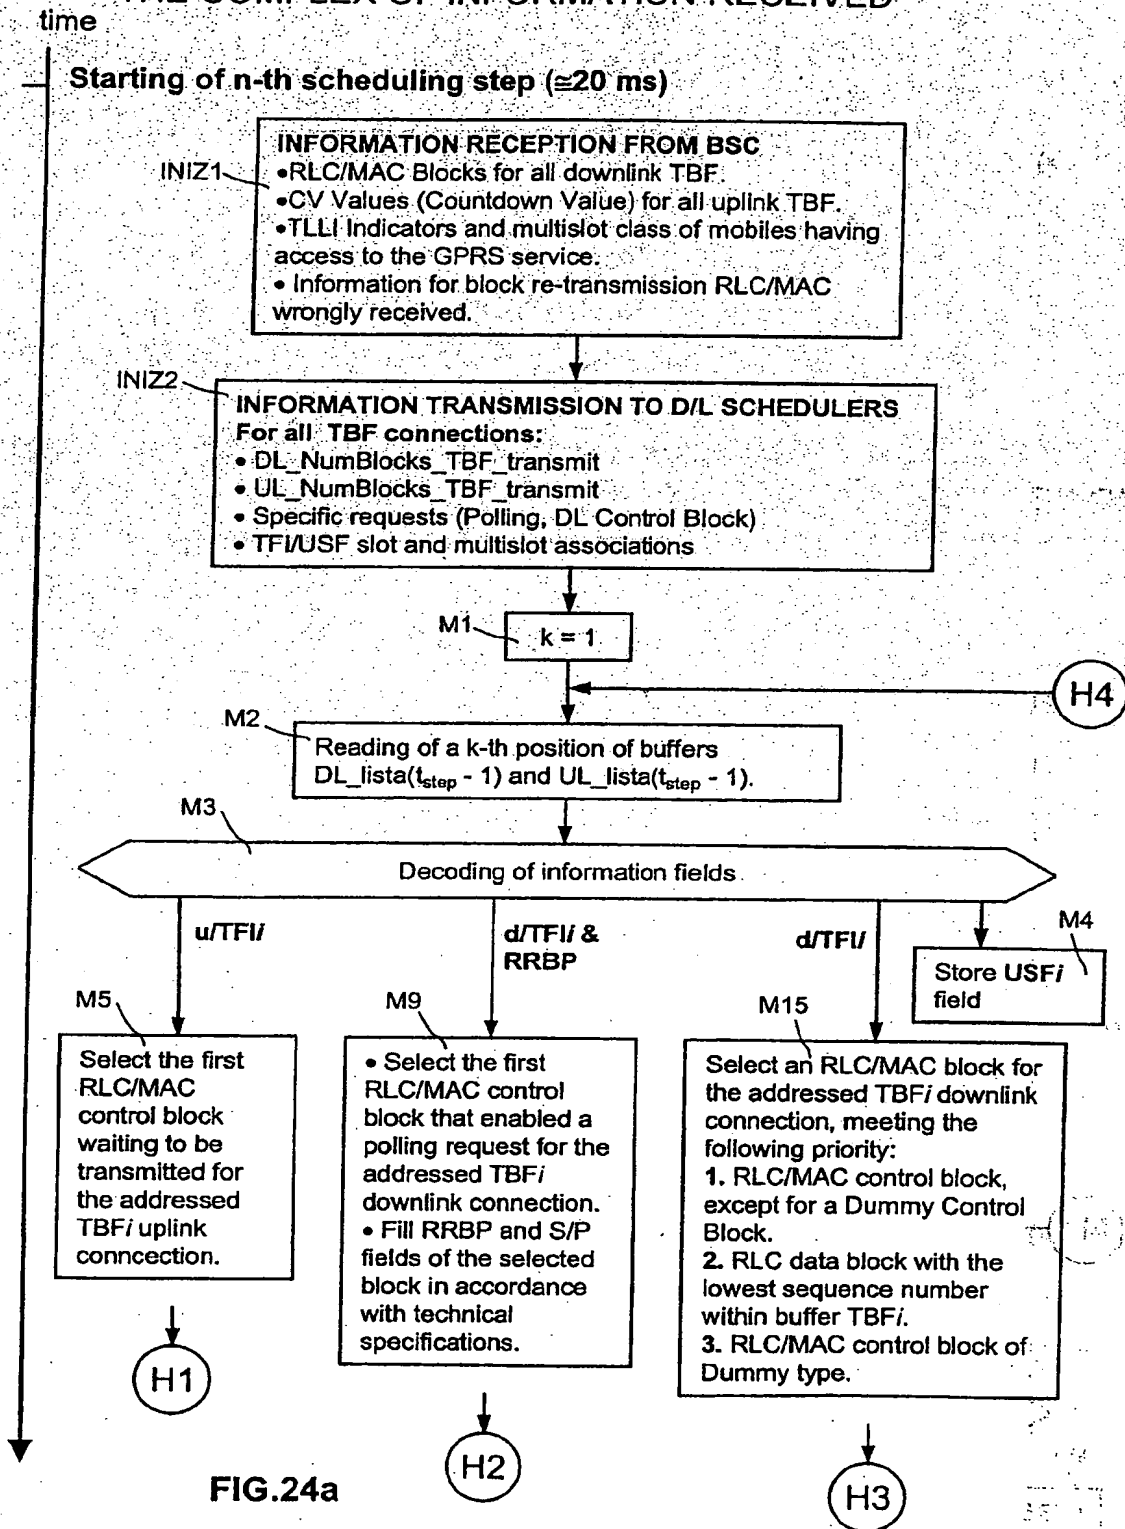 THE COMPLEX OF INFORMATION RECEIVED
time
Starting of n-th scheduling step (≅20 ms)
INIZ1
INFORMATION RECEPTION FROM BSC
•RLC/MAC Blocks for all downlink TBF.
•CV Values (Countdown Value) for all uplink TBF.
•TLLI Indicators and multislot class of mobiles having
access to the GPRS service.
• Information for block re-transmission RLC/MAC
wrongly received.
INIZ2
INFORMATION TRANSMISSION TO D/L SCHEDULERS
For all TBF connections:
• DL_NumBlocks_TBF_transmit
• UL_NumBlocks_TBF_transmit
• Specific requests (Polling, DL Control Block)
• TFI/USF slot and multislot associations
M1
k = 1
H4
M2
Reading of a k-th position of buffers
DL_lista(tstep - 1) and UL_lista(tstep - 1).
M3
Decoding of information fields
u/TFIi
d/TFIi &
RRBP
d/TFIi
M4
Store USFi
field
M5
Select the first
RLC/MAC
control block
waiting to be
transmitted for
the addressed
TBFi uplink
conncection.
H1
M9
• Select the first
RLC/MAC control
block that enabled a
polling request for the
addressed TBFi
downlink connection.
• Fill RRBP and S/P
fields of the selected
block in accordance
with technical
specifications.
H2
M15
Select an RLC/MAC block for
the addressed TBFi downlink
connection, meeting the
following priority:
1. RLC/MAC control block,
except for a Dummy Control
Block.
2. RLC data block with the
lowest sequence number
within buffer TBFi.
3. RLC/MAC control block of
Dummy type.
H3
FIG.24a